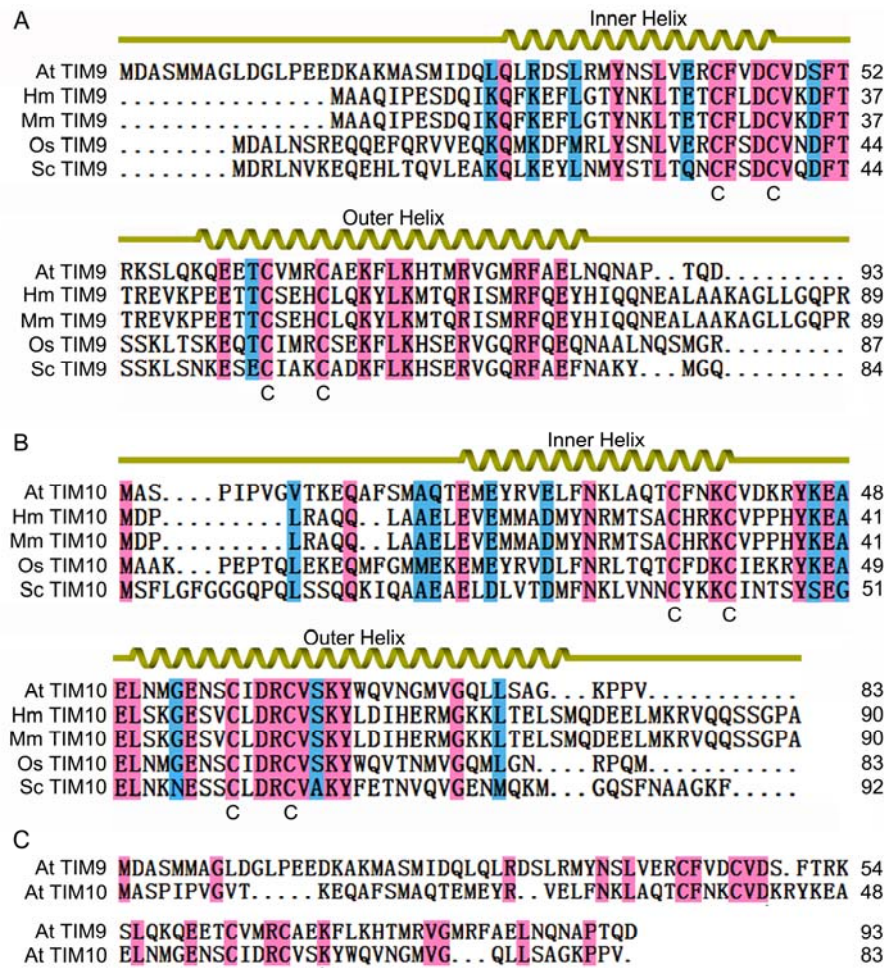 A
Inner Helix
At TIM9 MDASMMAGLDGLPEEDKAKMASMIDQLQLRDSLRMYNSLVERCFVDCVDSFT 52
Hm TIM9 ...............MAAQIPESDQIKQFKEFLGTYNKLTETCFLDCVKDFT 37
Mm TIM9 ...............MAAQIPESDQIKQFKEFLGTYNKLTETCFLDCVKDFT 37
Os TIM9 ........MDALNSREQQEFQRVVEQKQMKDFMRLYSNLVERCFSDCVNDFT 44
Sc TIM9 ........MDRLNVKEQEHLTQVLEAKQLKEYLNMYSTLTQNCFSDCVQDFT 44
C C
Outer Helix
At TIM9 RKSLQKQEETCVMRCAEKFLKHTMRVGMRFAELNQNAP..TQD......... 93
Hm TIM9 TREVKPEETTCSEHCLQKYLKMTQRISMRFQEYHIQQNEALAAKAGLLGQPR 89
Mm TIM9 TREVKPEETTCSEHCLQKYLKMTQRISMRFQEYHIQQNEALAAKAGLLGQPR 89
Os TIM9 SSKLTSKEQTCIMRCSEKFLKHSERVGQRFQEQNAALNQSMGR......... 87
Sc TIM9 SSKLSNKESECIAKCADKFLKHSERVGQRFAEFNAKY...MGQ......... 84
C C
B
Inner Helix
At TIM10 MAS....PIPVGVTKEQAFSMAQTEMEYRVELFNKLAQTCFNKCVDKRYKEA 48
Hm TIM10 MDP.........LRAQQ..LAAELEVEMMADMYNRMTSACHRKCVPPHYKEA 41
Mm TIM10 MDP.........LRAQQ..LAAELEVEMMADMYNRMTSACHRKCVPPHYKEA 41
Os TIM10 MAAK...PEPTQLEKEQMFGMMEKEMEYRVDLFNRLTQTCFDKCIEKRYKEA 49
Sc TIM10 MSFLGFGGGQPQLSSQQKIQAAEAELDLVTDMFNKLVNNCYKKCINTSYSEG 51
C C
Outer Helix
At TIM10 ELNMGENSCIDRCVSKYWQVNGMVGQLLSAG...KPPV........... 83
Hm TIM10 ELSKGESVCLDRCVSKYLDIHERMGKKLTELSMQDEELMKRVQQSSGPA 90
Mm TIM10 ELSKGESVCLDRCVSKYLDIHERMGKKLTELSMQDEELMKRVQQSSGPA 90
Os TIM10 ELNMGENSCIDRCVSKYWQVTNMVGQMLGN....RPQM........... 83
Sc TIM10 ELNKNESSCLDRCVAKYFETNVQVGENMQKM...GQSFNAAGKF..... 92
C C
C
At TIM9 MDASMMAGLDGLPEEDKAKMASMIDQLQLRDSLRMYNSLVERCFVDCVDS.FTRK 54
At TIM10 MASPIPVGVT.....KEQAFSMAQTEMEYR..VELFNKLAQTCFNKCVDKRYKEA 48
At TIM9 SLQKQEETCVMRCAEKFLKHTMRVGMRFAELNQNAPTQD 93
At TIM10 ELNMGENSCIDRCVSKYWQVNGMVG...QLLSAGKPPV. 83